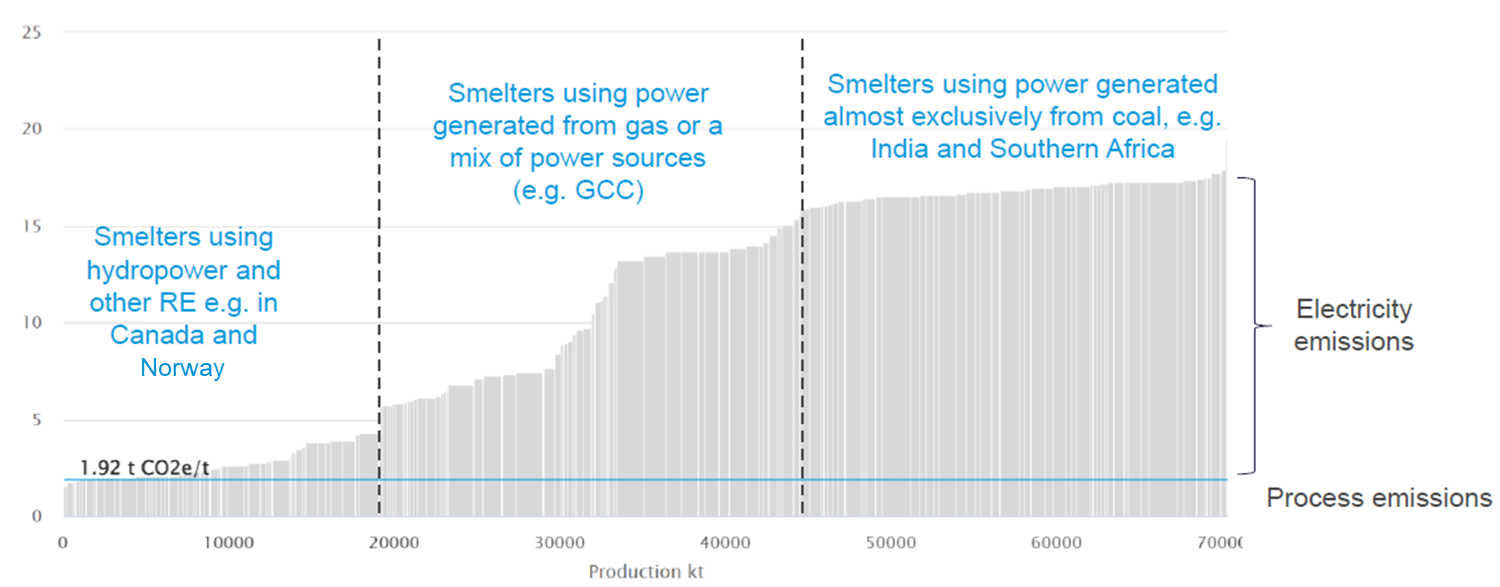 25
20
15
10
5
0
Smelters using
hydropower and
other RE e.g. in
Canada and
Norway
1.92 t CO2e/t
Smelters using power
generated from gas or a
mix of power sources
(e.g. GCC)
Smelters using power generated
almost exclusively from coal, e.g.
India and Southern Africa
Electricity
emissions
Process emissions
0 10000 20000 30000 40000 50000 60000 70000
Production kt